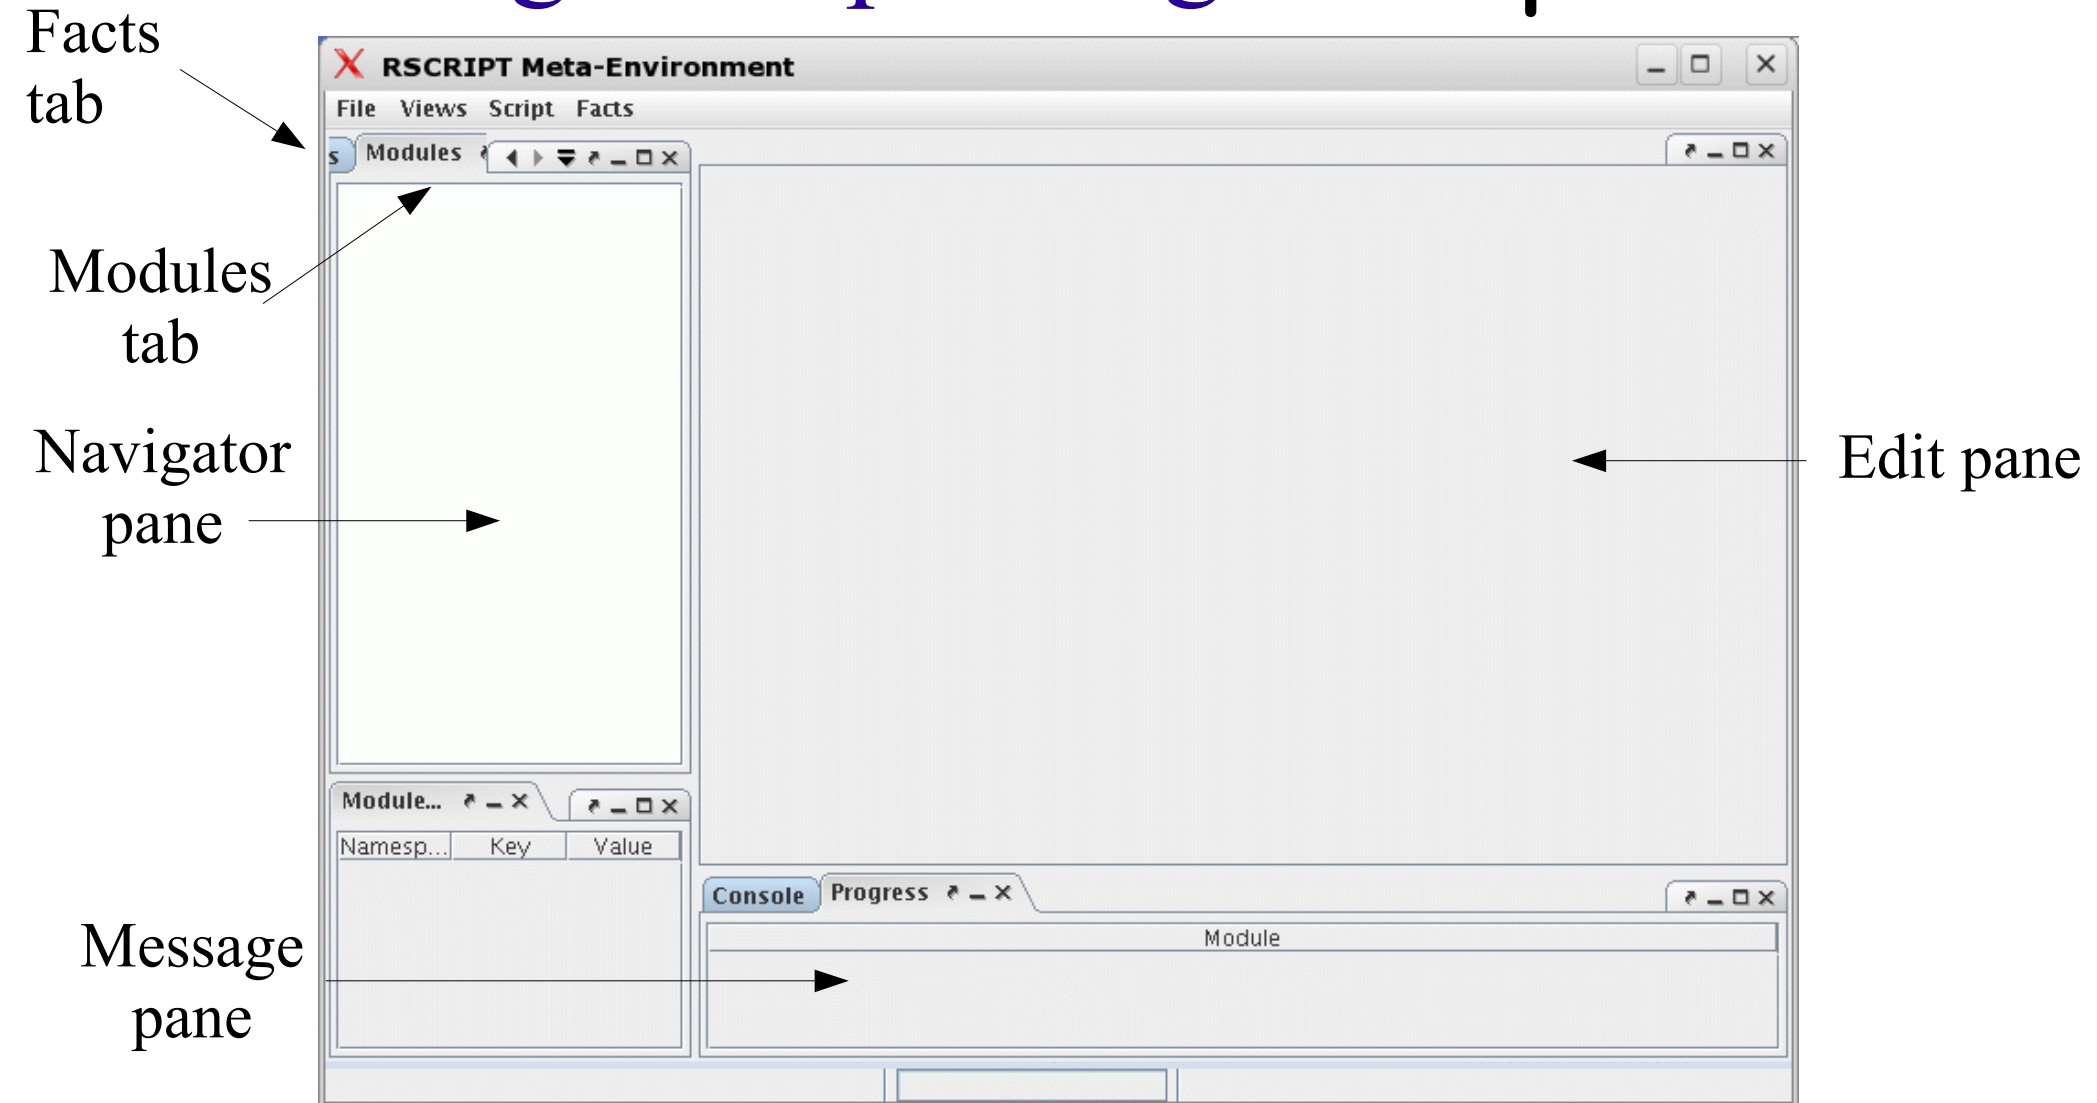 Facts
tab
RSCRIPT Meta-Environment
File Views Script Facts
s Modules
Modules
tab
Navigator
pane
Edit pane
Module...
Namesp... Key Value
Console Progress
Module
Message
pane